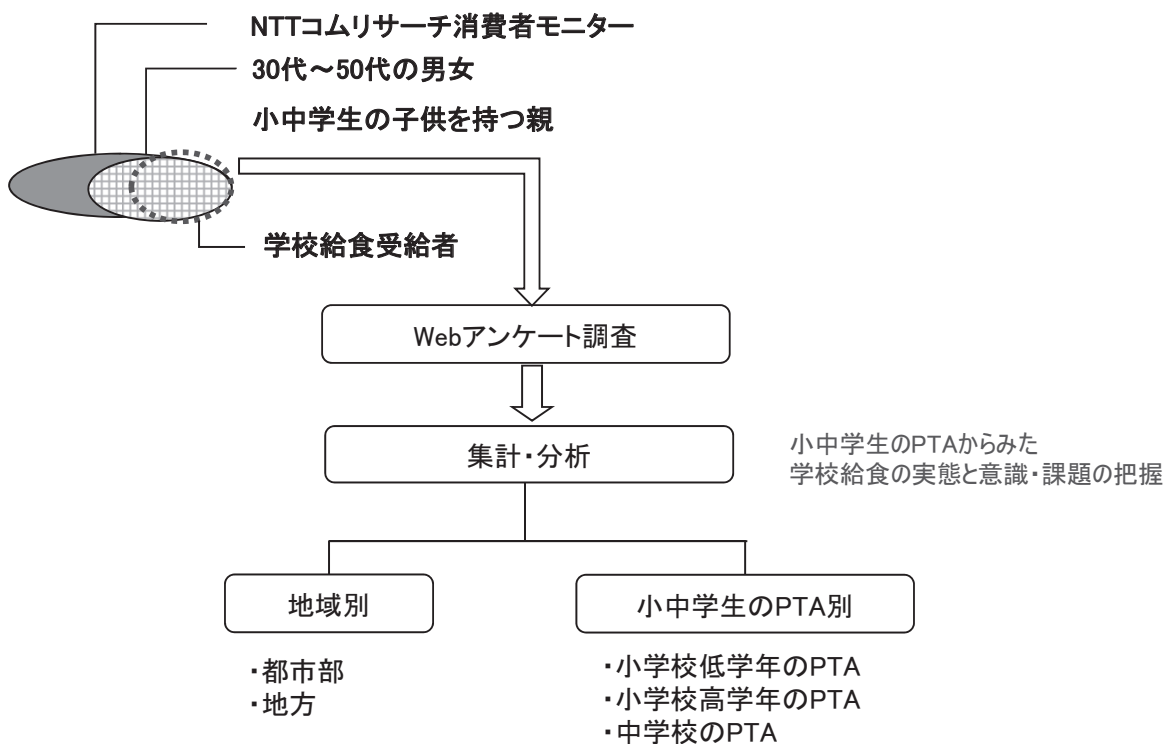 NTTコムリサーチ消費者モニター
30代～50代の男女
小中学生の子供を持つ親
学校給食受給者
Webアンケート調査
集計・分析
小中学生のPTAからみた
学校給食の実態と意識・課題の把握
地域別
・都市部
・地方
小中学生のPTA別
・小学校低学年のPTA
・小学校高学年のPTA
・中学校のPTA